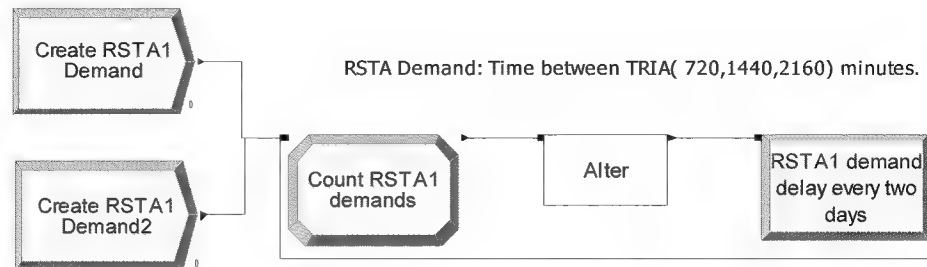 Create RSTA1
Demand
0
RSTA Demand: Time between TRIA( 720,1440,2160) minutes.
Count RSTA1
demands
Alter
RSTA1 demand
delay every two
days
Create RSTA1
Demand2
0